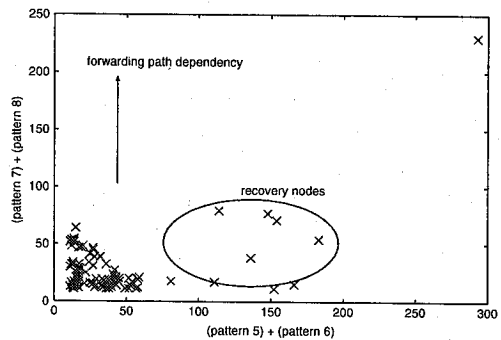 250
200
150
100
50
0
(pattern 7) + (pattern 8)
forwarding path dependency
recovery nodes
0 50 100 150 200 250 300
(pattern 5) + (pattern 6)